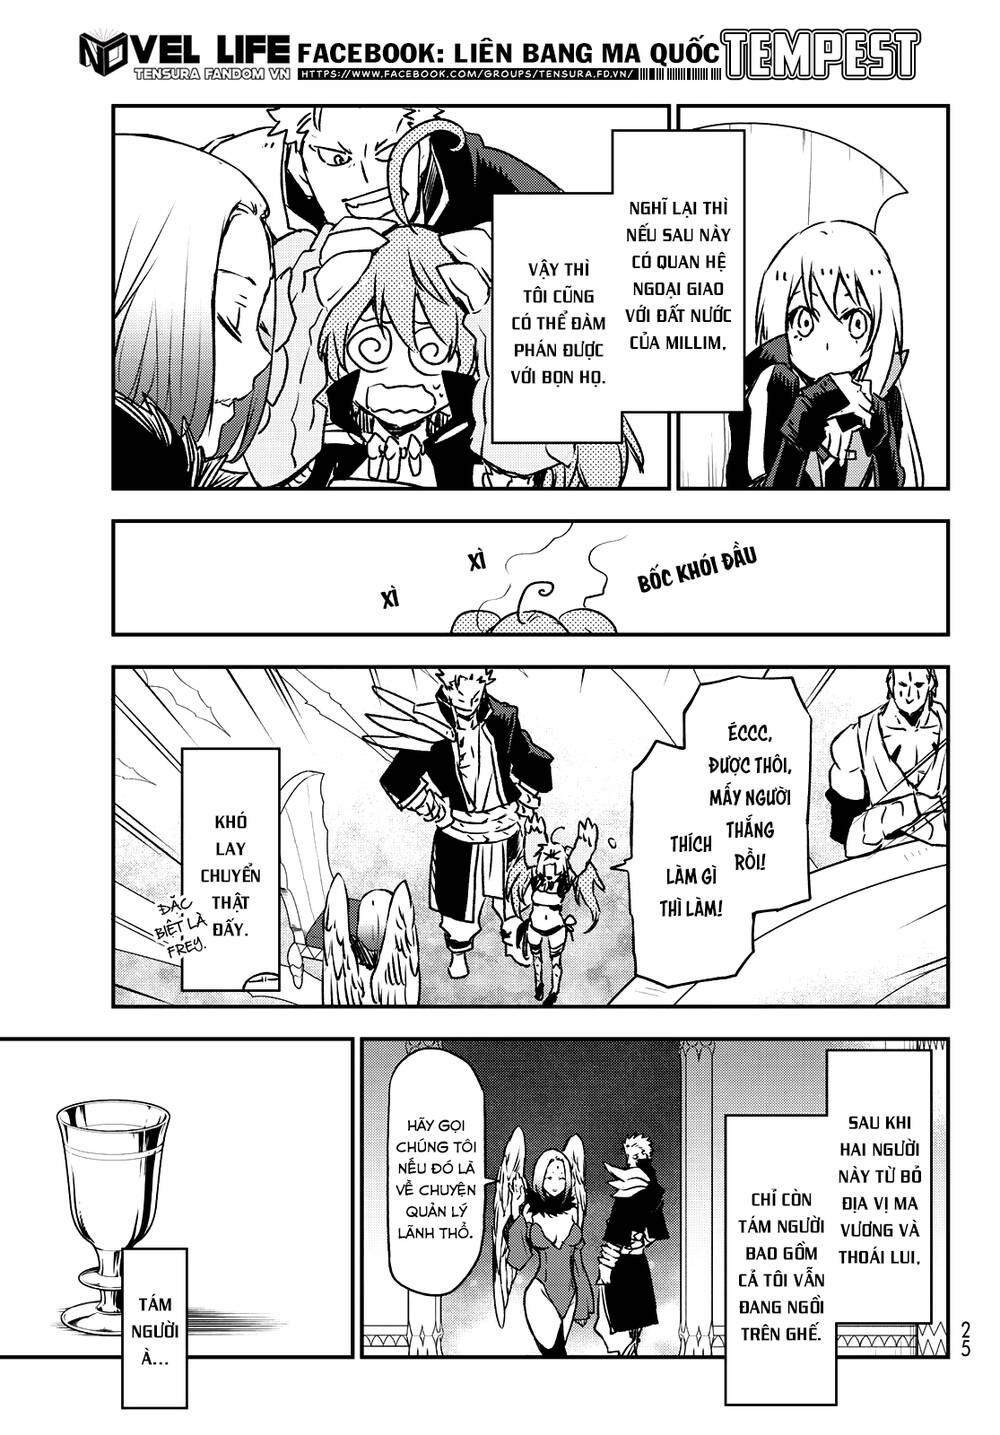 NOVEL LIFE
TENSURA FANDOM VN
FACEBOOK: LIÊN BANG MA QUỐC
HTTPS://WWW.FACEBOOK.COM/GROUPS/TENSURA.FD.VN/
TEMPEST
NGHĨ LẠI THÌ
NẾU SAU NÀY
CÓ QUAN HỆ
NGOẠI GIAO
VỚI ĐẤT NƯỚC
CỦA MILLIM,
VẬY THÌ
TÔI CŨNG
CÓ THỂ ĐÀM
PHÁN ĐƯỢC
VỚI BỌN HỌ.
BỐC KHÓI ĐẦU
XÌ
XÌ
ÉCCC,
ĐƯỢC THÔI,
MẤY NGƯỜI
THẮNG
RỒI!
THÍCH
LÀM GÌ
THÌ LÀM!
KHÓ
LAY
CHUYỂN
THẬT
ĐẤY.
ĐẶC
BIỆT LÀ
FREY.
SAU KHI
HAI NGƯỜI
NÀY TỪ BỎ
ĐỊA VỊ MA
VƯƠNG VÀ
THOÁI LUI,
CHỈ CÒN
TÁM NGƯỜI
BAO GỒM
CẢ TÔI VẪN
ĐANG NGỒI
TRÊN GHẾ.
HÃY GỌI
CHÚNG TÔI
NẾU ĐÓ LÀ
VỀ CHUYỆN
QUẢN LÝ
LÃNH THỔ.
TÁM
NGƯỜI
À...
25